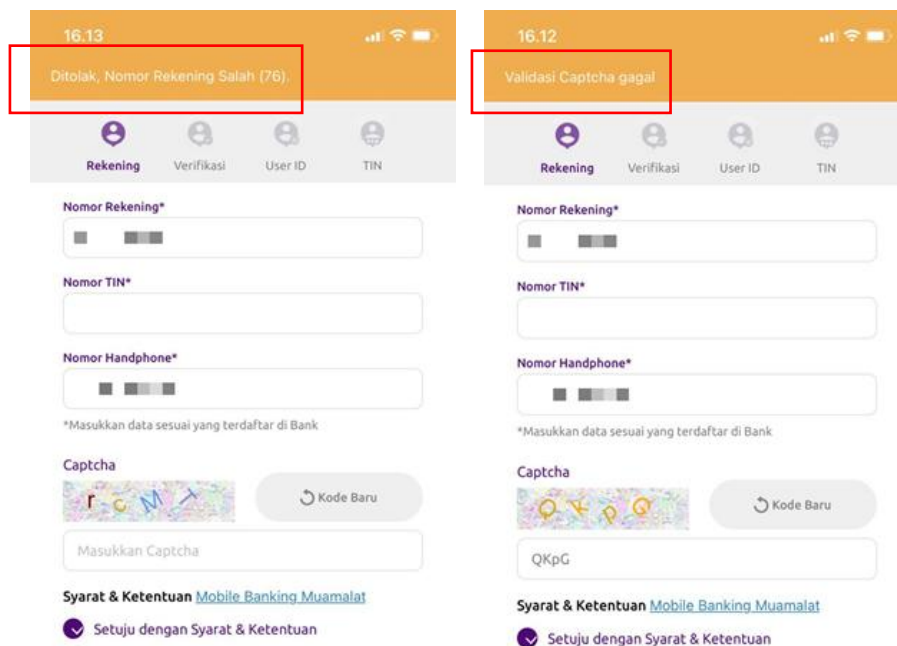 16.13
Ditolak, Nomor Rekening Salah (76).
Rekening Verifikasi User ID TIN
Nomor Rekening*
Nomor TIN*
Nomor Handphone*
*Masukkan data sesuai yang terdaftar di Bank
Captcha
r c M T
Kode Baru
Masukkan Captcha
Syarat & Ketentuan Mobile Banking Muamalat
Setuju dengan Syarat & Ketentuan
16.12
Validasi Captcha gagal
Rekening Verifikasi User ID TIN
Nomor Rekening*
Nomor TIN*
Nomor Handphone*
*Masukkan data sesuai yang terdaftar di Bank
Captcha
Q K p Q
Kode Baru
QKpG
Syarat & Ketentuan Mobile Banking Muamalat
Setuju dengan Syarat & Ketentuan